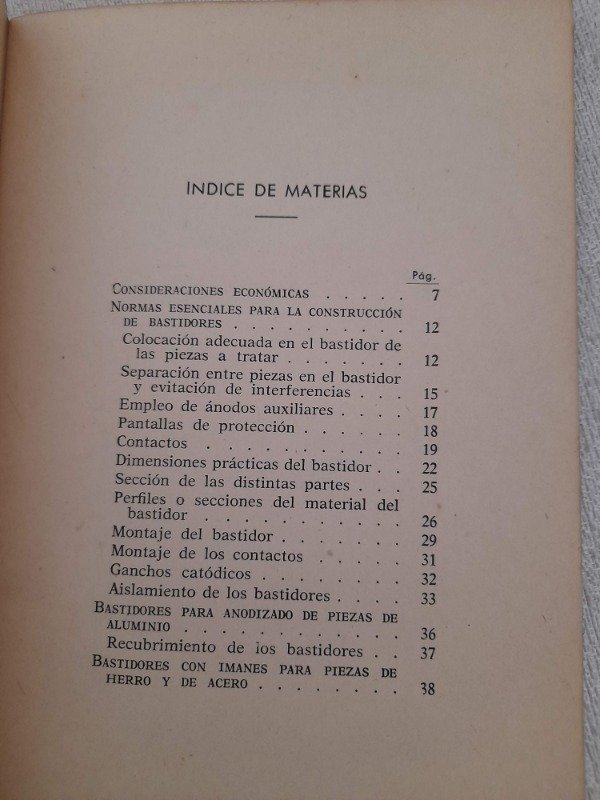 INDICE DE MATERIAS
Pág.
CONSIDERACIONES ECONÓMICAS . . . . . 7
NORMAS ESENCIALES PARA LA CONSTRUCCIÓN
DE BASTIDORES . . . . . . . . . . 12
Colocación adecuada en el bastidor de
las piezas a tratar . . . . . . . 12
Separación entre piezas en el bastidor
y evitación de interferencias . . . 15
Empleo de ánodos auxiliares . . . . 17
Pantallas de protección . . . . . . 18
Contactos . . . . . . . . . . 19
Dimensiones prácticas del bastidor . . 22
Sección de las distintas partes . . . 25
Perfiles o secciones del material del
bastidor . . . . . . . . . . . 26
Montaje del bastidor . . . . . . . 29
Montaje de los contactos . . . . . 31
Ganchos catódicos . . . . . . . . 32
Aislamiento de los bastidores . . . . 33
BASTIDORES PARA ANODIZADO DE PIEZAS DE
ALUMINIO . . . . . . . . . . . . 36
Recubrimiento de los bastidores . . 37
BASTIDORES CON IMANES PARA PIEZAS DE
HERRO Y DE ACERO . . . . . . . . 38